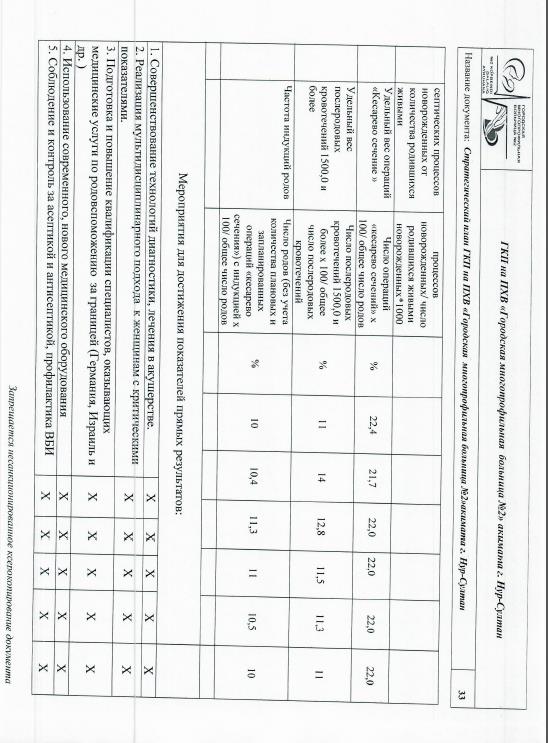 ГОРОДСКАЯ
МНОГОПРОФИЛЬНАЯ
БОЛЬНИЦА №2
№2 KÓPBEINDI
QALALYQ
AYRUHANA
ГКП на ПХВ «Городская многопрофильная больница №2» акимата г. Нур-Султан
Название документа: Стратегический план ГКП на ПХВ «Городская многопрофильная больница №2»акимата г. Нур-Султан 33
септических процессов
новорожденных от
количества родившихся
живыми
процессов
новорожденных/ число
родившихся живыми
новорожденных*1000
Удельный вес операций
«Кесарево сечение »
Число операций
«кесарево сечений» х
100/ общее число родов
% 22,4 21,7 22,0 22,0 22,0 22,0
Удельный вес
послеродовых
кровотечений 1500,0 и
более
Число послеродовых
кровотечений 1500,0 и
более х 100/ общее
число послеродовых
кровотечений
% 11 14 12,8 11,5 11,3 11
Частота индукций родов
Число родов (без учета
количества плановых и
запланированных
операций «кесарево
сечения») с индукцией х
100/ общее число родов
% 10 10,4 11,3 11 10,5 10
Мероприятия для достижения показателей прямых результатов:
1. Совершенствование технологий диагностики, лечения в акушерстве. Х Х Х Х Х
2. Реализация мультидисциплинарного подхода к женщинам с критическими
показателями. Х Х Х Х Х
3. Подготовка и повышение квалификации специалистов, оказывающих
медицинские услуги по родовспоможению за границей (Германия, Израиль и
др. ) Х Х Х Х Х
4. Использование современного, нового медицинского оборудования Х Х Х Х Х
5. Соблюдение и контроль за асептикой и антисептикой, профилактика ВБИ Х Х Х Х Х
Запрещается несанкционированное ксерокопирование документа